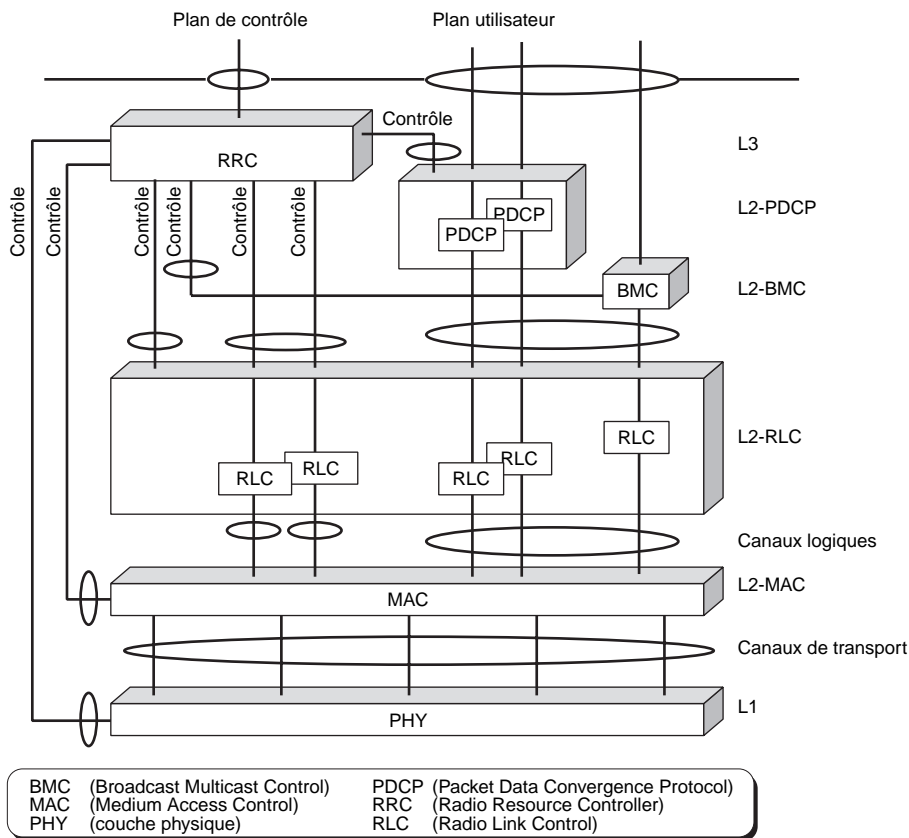 Plan de contrôle
Plan utilisateur
Contrôle
L3
RRC
Contrôle
Contrôle
Contrôle
Contrôle
Contrôle
Contrôle
L2-PDCP
PDCP
PDCP
BMC
L2-BMC
RLC
L2-RLC
RLC
RLC
RLC
RLC
Canaux logiques
L2-MAC
MAC
Canaux de transport
L1
PHY
BMC (Broadcast Multicast Control)
MAC (Medium Access Control)
PHY (couche physique)
PDCP (Packet Data Convergence Protocol)
RRC (Radio Resource Controller)
RLC (Radio Link Control)